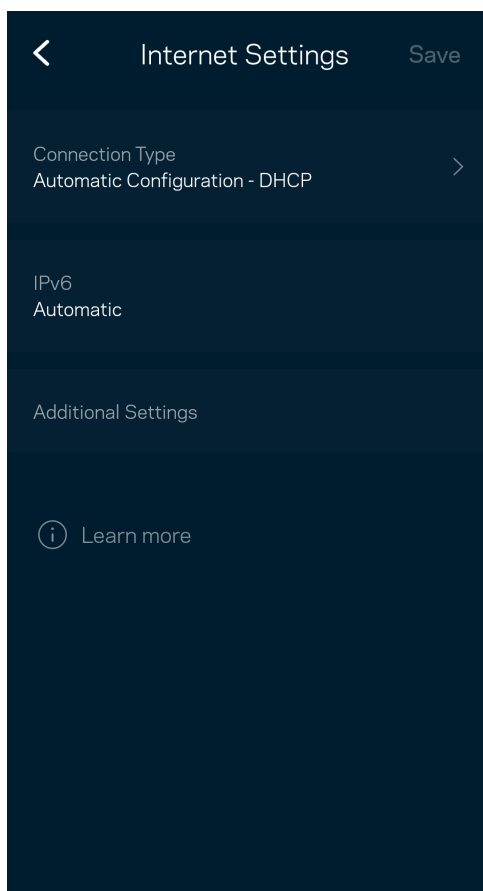 Internet Settings Save
Connection Type
Automatic Configuration - DHCP
IPv6
Automatic
Additional Settings
Learn more